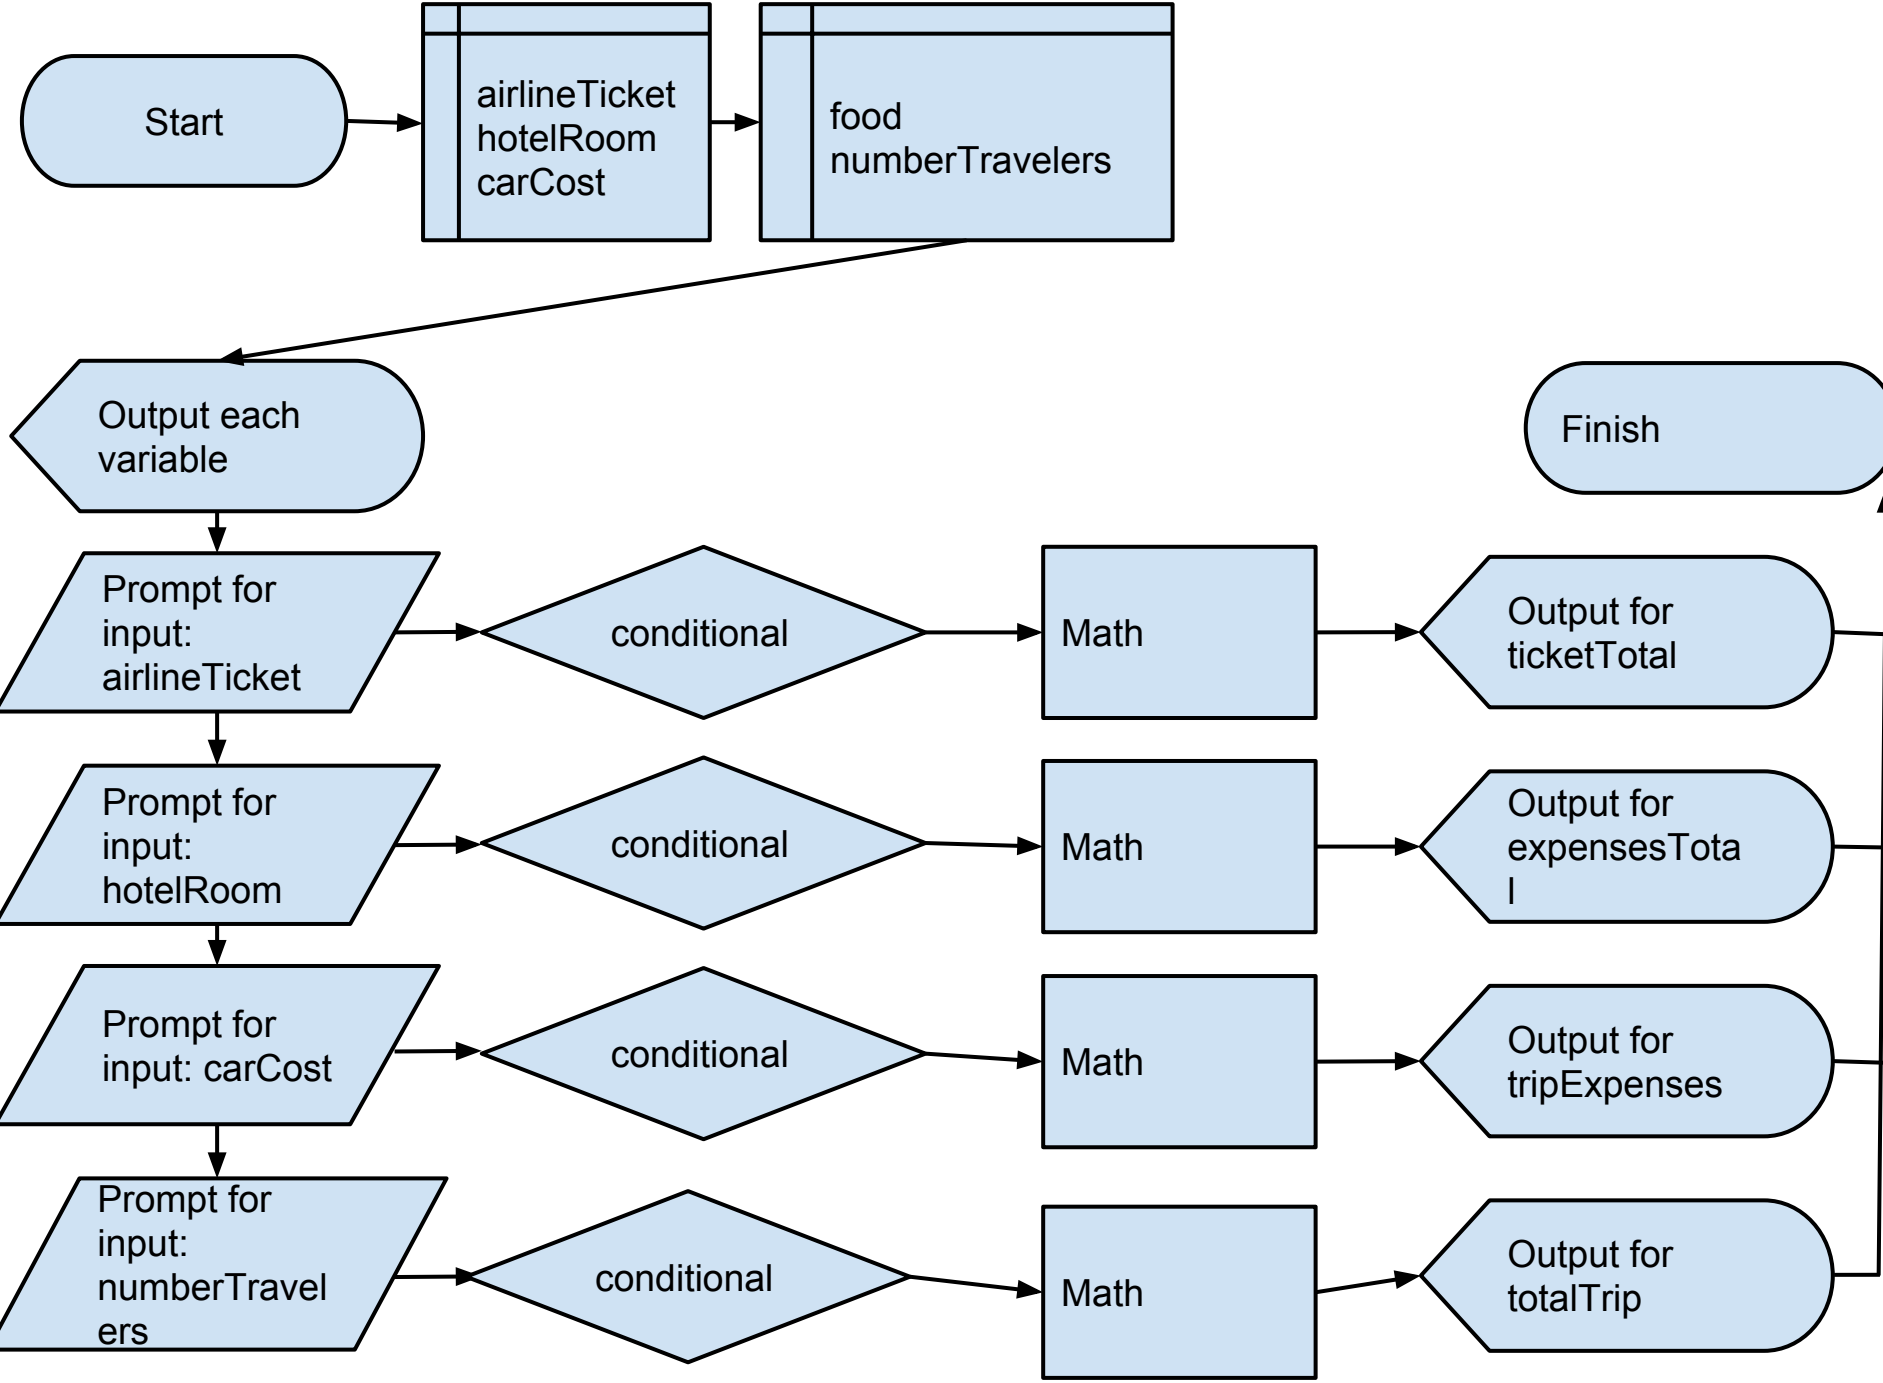 Start
airlineTicket
hotelRoom
carCost
food
numberTravelers
Output each
variable
Finish
Prompt for
input:
airlineTicket
conditional
Math
Output for
ticketTotal
Prompt for
input:
hotelRoom
conditional
Math
Output for
expensesTota
l
Prompt for
input: carCost
conditional
Math
Output for
tripExpenses
Prompt for
input:
numberTravel
ers
conditional
Math
Output for
totalTrip